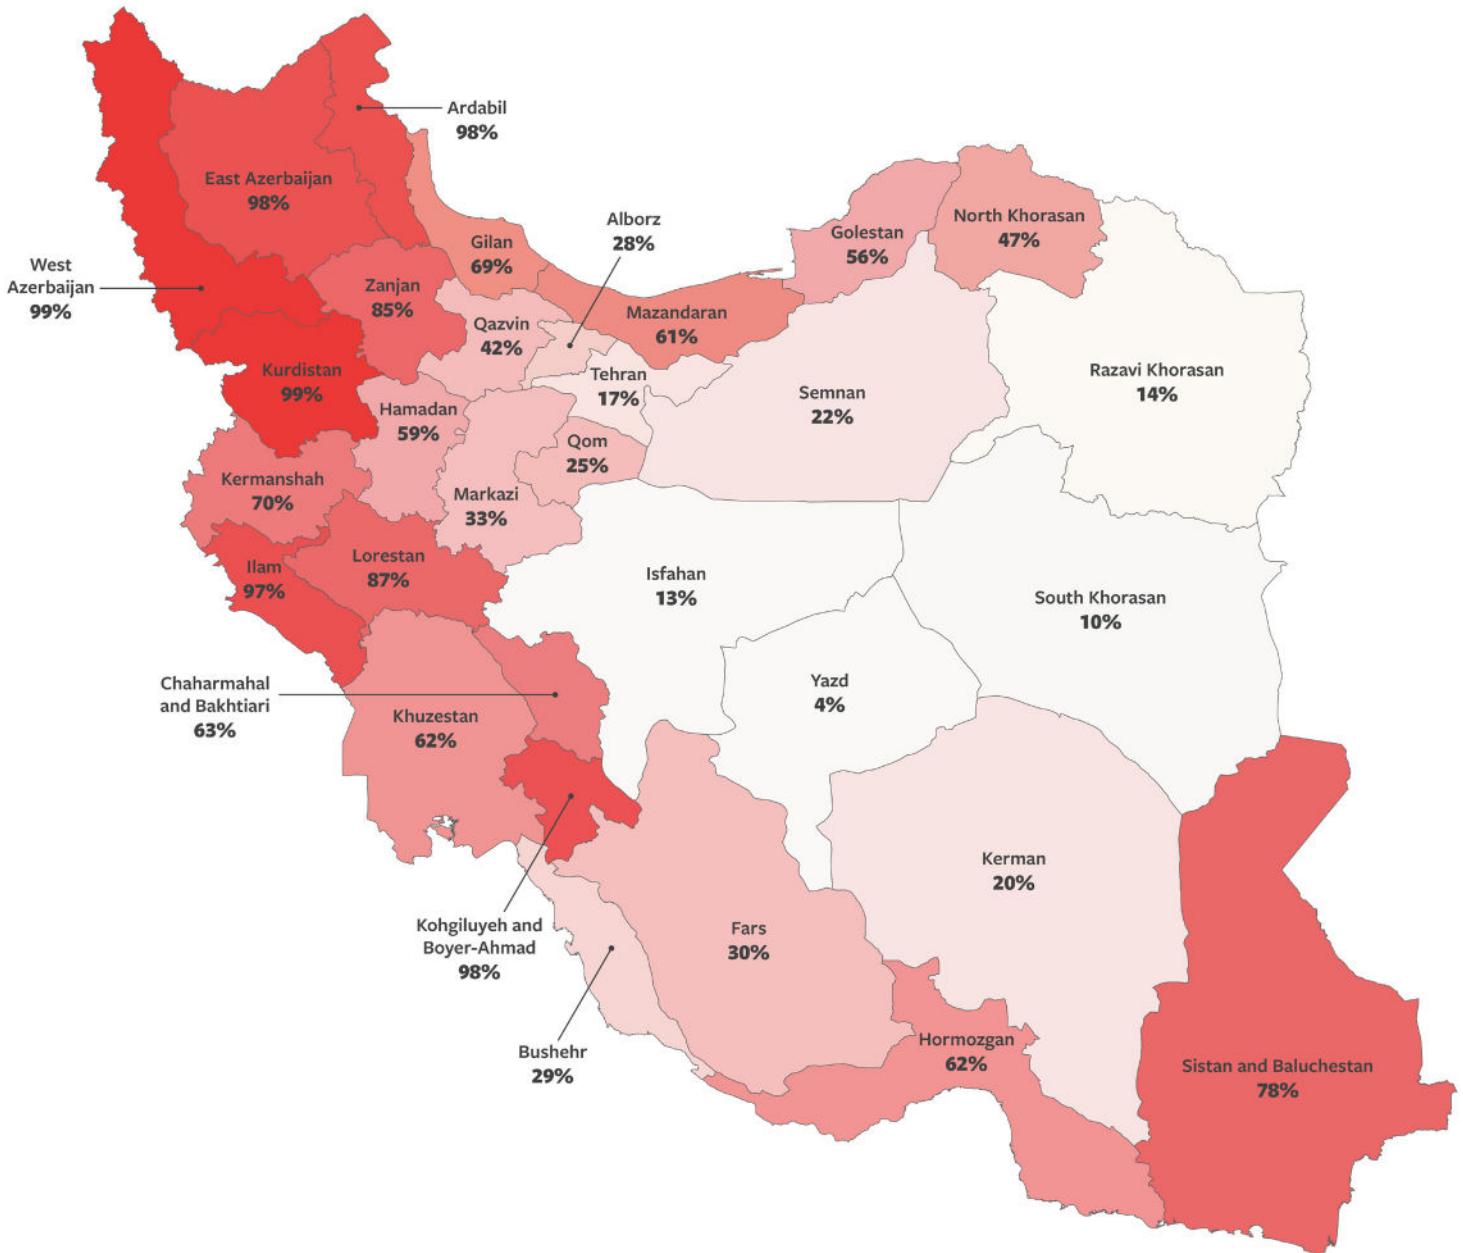 Ardabil
98%
East Azerbaijan
98%
Alborz
28%
Golestan
56%
North Khorasan
47%
Gilan
69%
West
Azerbaijan
99%
Zanjan
85%
Qazvin
42%
Mazandaran
61%
Kurdistan
99%
Tehran
17%
Semnan
22%
Razavi Khorasan
14%
Hamadan
59%
Qom
25%
Kermanshah
70%
Markazi
33%
Ilam
97%
Lorestan
87%
Isfahan
13%
South Khorasan
10%
Chaharmahal
and Bakhtiari
63%
Khuzestan
62%
Yazd
4%
Kerman
20%
Kohgiluyeh and
Boyer-Ahmad
98%
Fars
30%
Bushehr
29%
Hormozgan
62%
Sistan and Baluchestan
78%